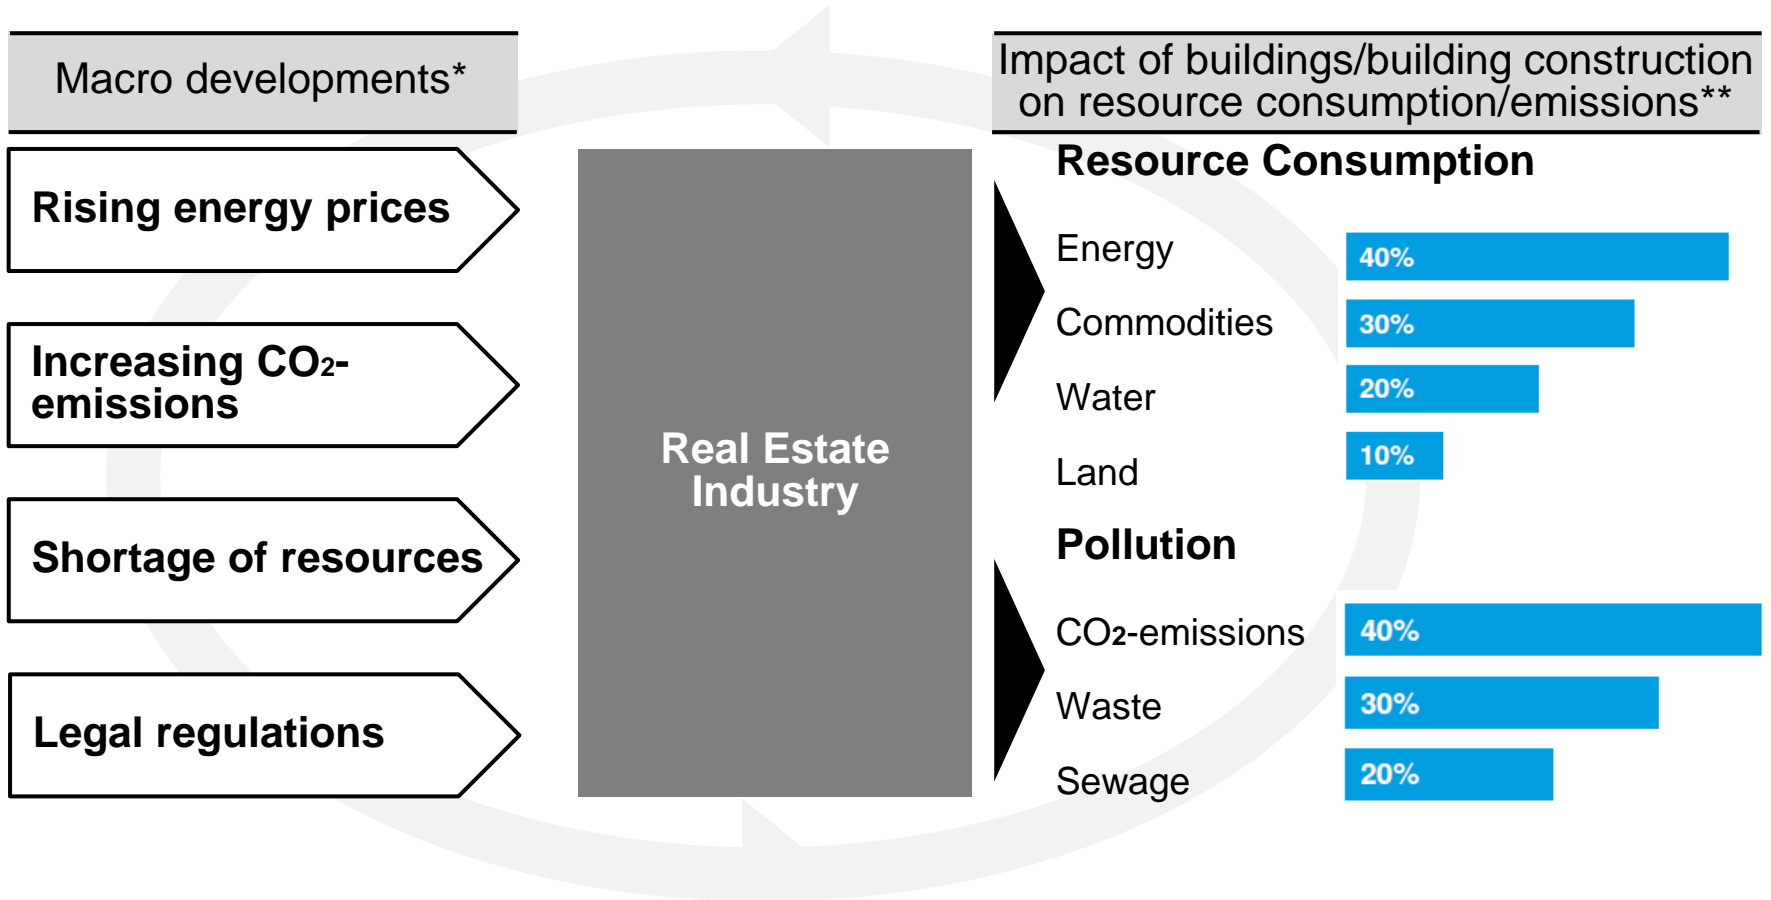 Macro developments*
Rising energy prices
Increasing CO2-
emissions
Shortage of resources
Legal regulations
Real Estate
Industry
Impact of buildings/building construction
on resource consumption/emissions**
Resource Consumption
Energy 40%
Commodities 30%
Water 20%
Land 10%
Pollution
CO2-emissions 40%
Waste 30%
Sewage 20%